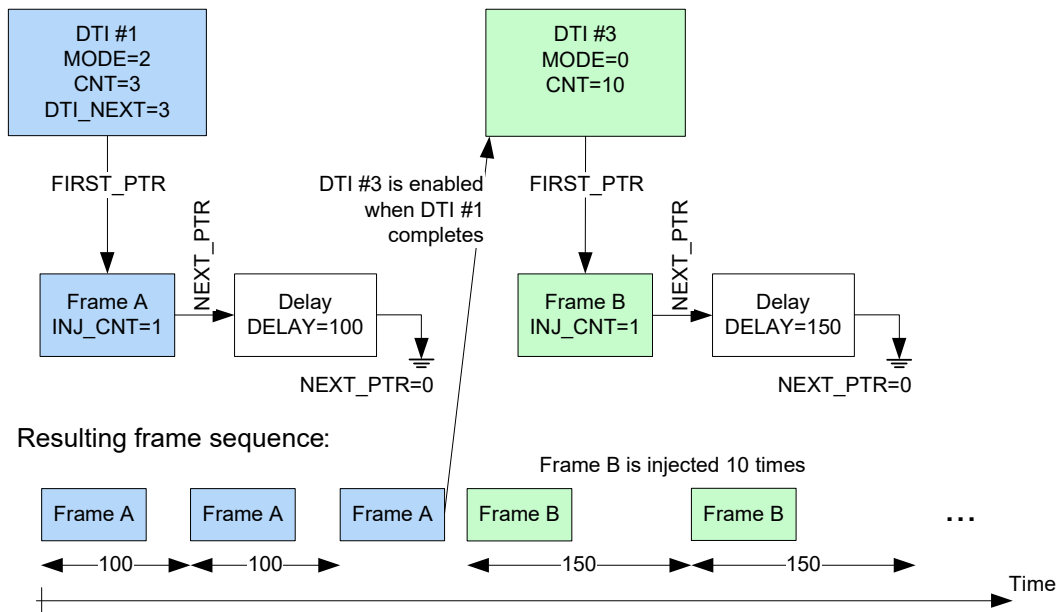 DTI #1
MODE=2
CNT=3
DTI_NEXT=3
DTI #3
MODE=0
CNT=10
FIRST_PTR
NEXT_PTR
DTI #3 is enabled
when DTI #1
completes
FIRST_PTR
NEXT_PTR
Frame A
INJ_CNT=1
Delay
DELAY=100
NEXT_PTR=0
Frame B
INJ_CNT=1
Delay
DELAY=150
NEXT_PTR=0
Resulting frame sequence:
Frame B is injected 10 times
Frame A
Frame A
Frame A
Frame B
Frame B
...
100
100
150
150
Time